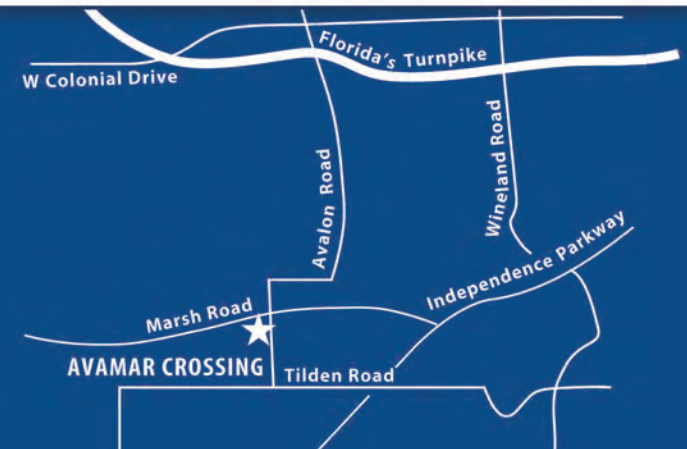 Florida's Turnpike
W Colonial Drive
Avalon Road
Wineland Road
Independence Parkway
Marsh Road
AVAMAR CROSSING
Tilden Road